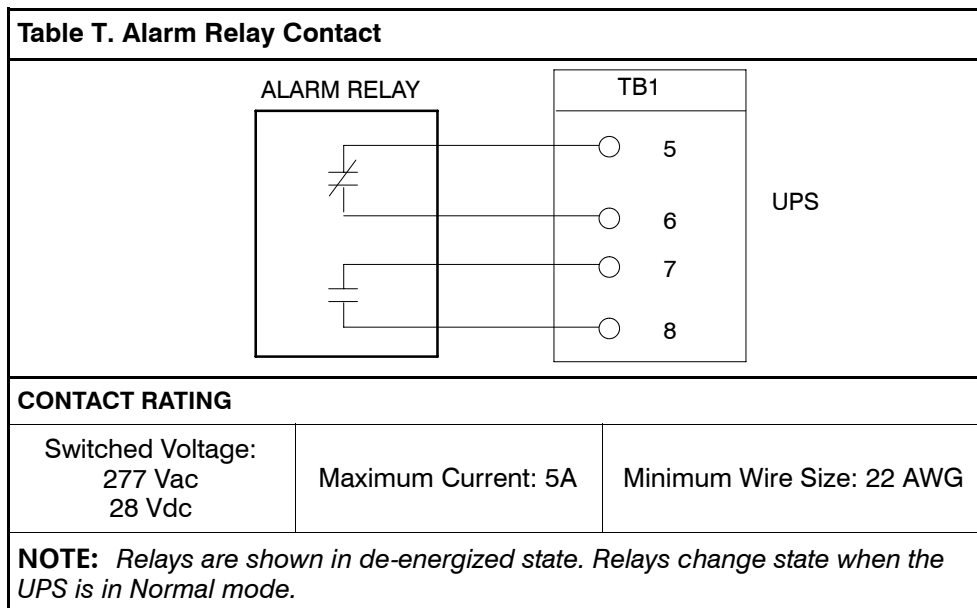 Table T. Alarm Relay Contact
ALARM RELAY
TB1
5
6
7
8
UPS
CONTACT RATING
Switched Voltage:
277 Vac
28 Vdc
Maximum Current: 5A
Minimum Wire Size: 22 AWG
NOTE: Relays are shown in de-energized state. Relays change state when the
UPS is in Normal mode.